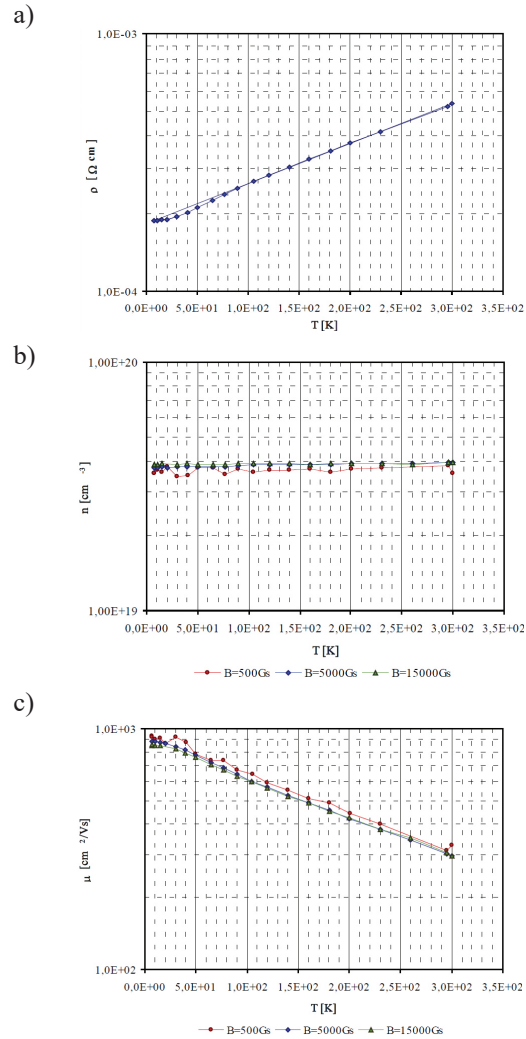 a)
1,0E-03
ρ [Ω cm]
1,0E-04
0,0E+00 5,0E+01 1,0E+02 1,5E+02 2,0E+02 2,5E+02 3,0E+02 3,5E+02
T [K]
b)
1,00E+20
n [cm⁻³]
1,00E+19
0,0E+00 5,0E+01 1,0E+02 1,5E+02 2,0E+02 2,5E+02 3,0E+02 3,5E+02
T [K]
B=500Gs B=5000Gs B=15000Gs
c)
1,0E+03
μ [cm²/Vs]
1,0E+02
0,0E+00 5,0E+01 1,0E+02 1,5E+02 2,0E+02 2,5E+02 3,0E+02 3,5E+02
T [K]
B=500Gs B=5000Gs B=15000Gs